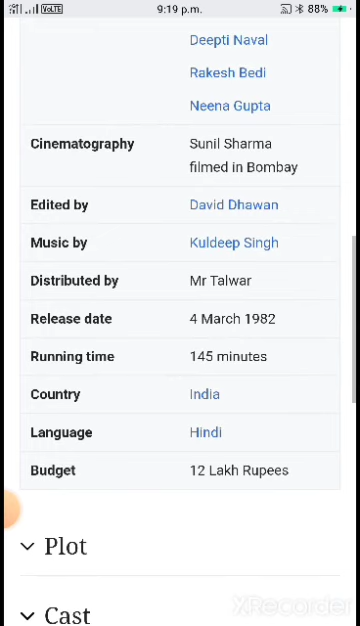 VoLTE 9:19 p.m. 88%
Deepti Naval
Rakesh Bedi
Neena Gupta
Cinematography Sunil Sharma
filmed in Bombay
Edited by David Dhawan
Music by Kuldeep Singh
Distributed by Mr Talwar
Release date 4 March 1982
Running time 145 minutes
Country India
Language Hindi
Budget 12 Lakh Rupees
Plot
Cast
XRecorder